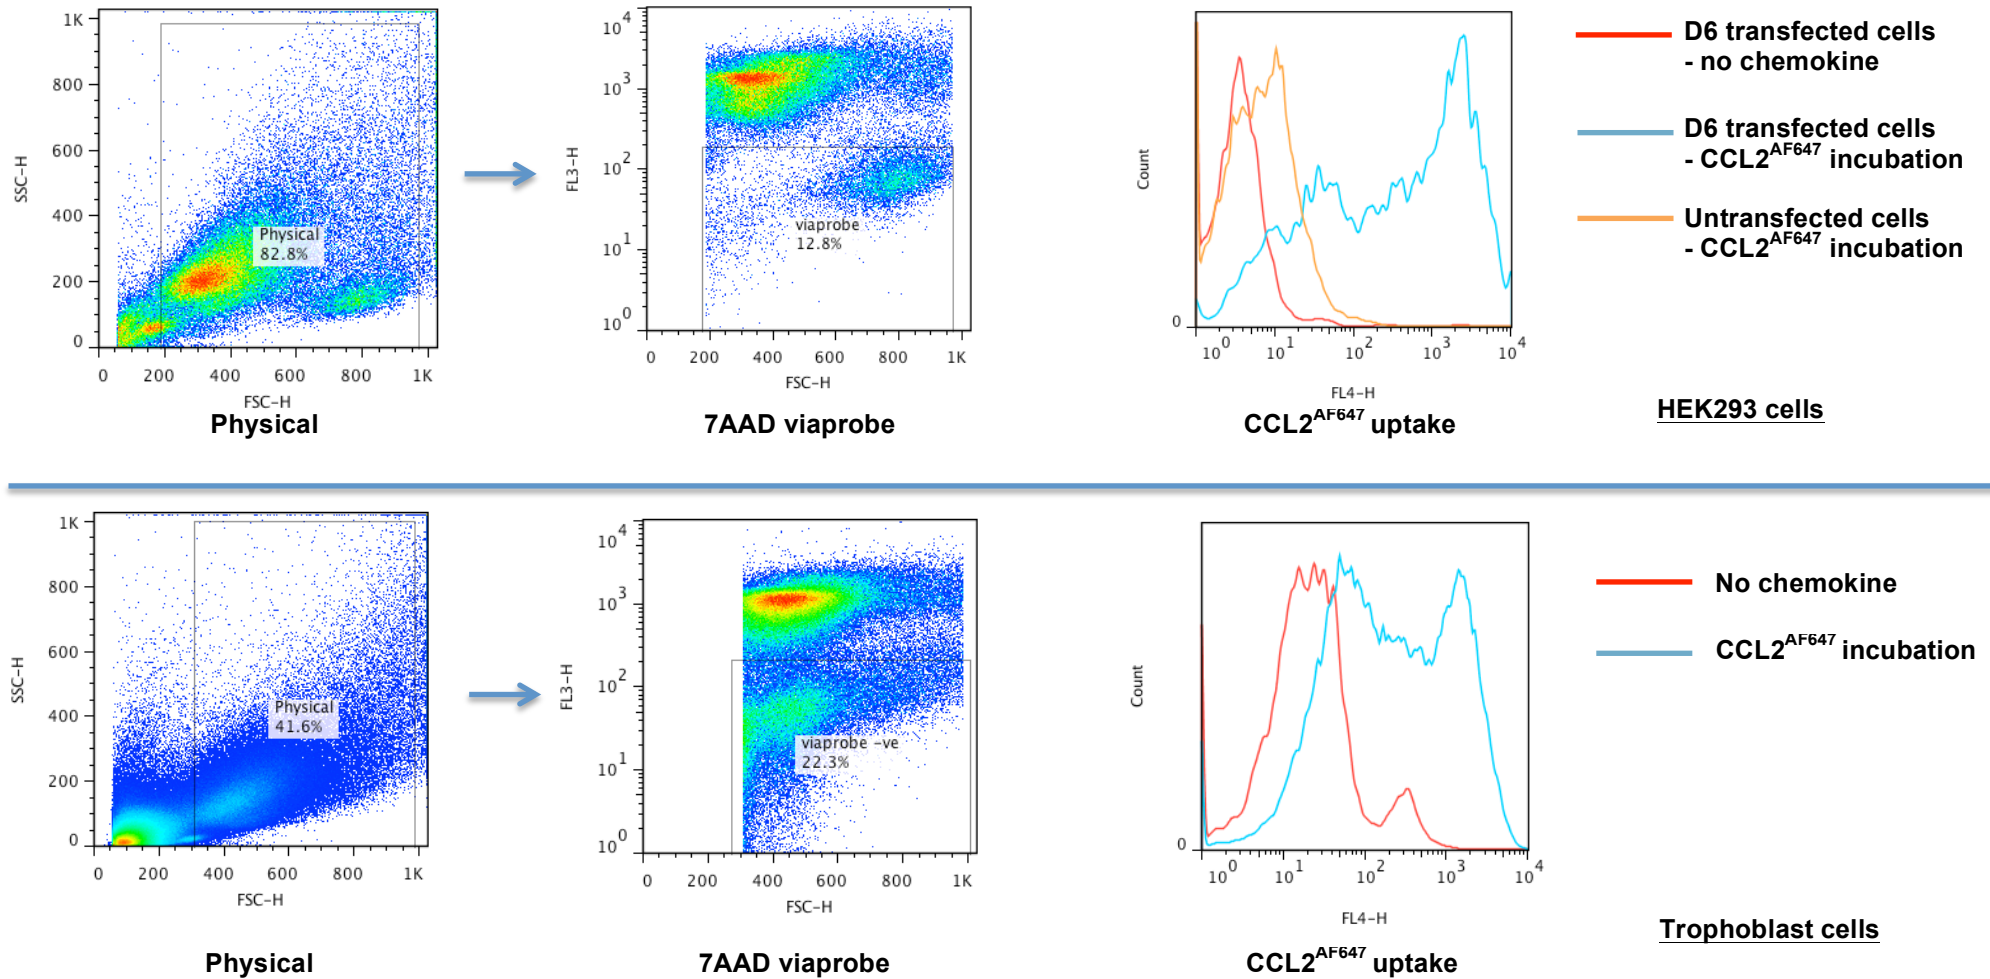 1K
800
600
400
200
0
SSC-H
Physical
82.8%
0 200 400 600 800 1K
FSC-H
Physical
10^4
10^3
10^2
10^1
10^0
FL3-H
viaprobe
12.8%
0 200 400 600 800 1K
FSC-H
7AAD viaprobe
Count
0
10^0 10^1 10^2 10^3 10^4
FL4-H
CCL2^AF647 uptake
D6 transfected cells
- no chemokine
D6 transfected cells
- CCL2^AF647 incubation
Untransfected cells
- CCL2^AF647 incubation
HEK293 cells
1K
800
600
400
200
0
SSC-H
Physical
41.6%
0 200 400 600 800 1K
FSC-H
Physical
10^4
10^3
10^2
10^1
10^0
FL3-H
viaprobe -ve
22.3%
0 200 400 600 800 1K
FSC-H
7AAD viaprobe
Count
0
10^0 10^1 10^2 10^3 10^4
FL4-H
CCL2^AF647 uptake
No chemokine
CCL2^AF647 incubation
Trophoblast cells